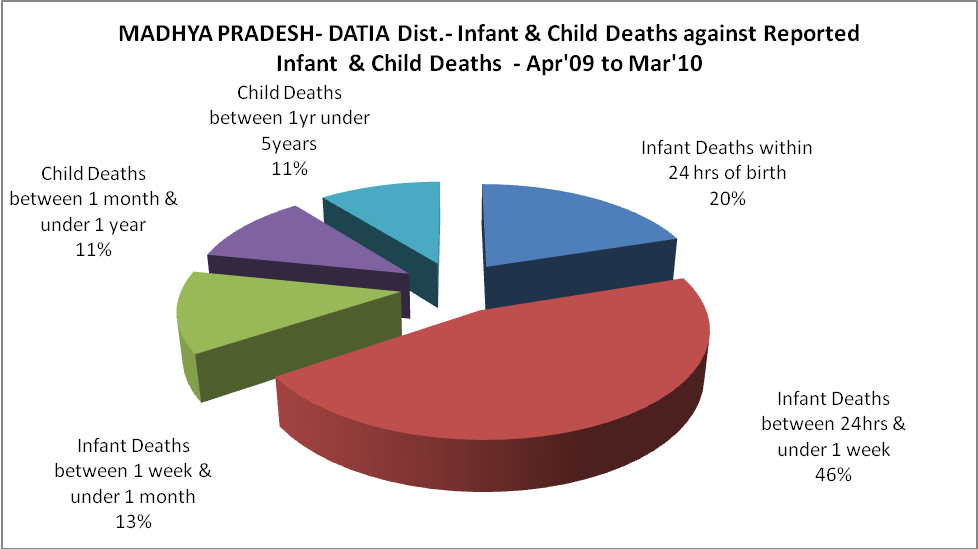 MADHYA PRADESH- DATIA Dist.- Infant & Child Deaths against Reported
Infant & Child Deaths - Apr'09 to Mar'10
Child Deaths
between 1yr under
5years
11%
Infant Deaths within
24 hrs of birth
20%
Child Deaths
between 1 month &
under 1 year
11%
Infant Deaths
between 24hrs &
under 1 week
46%
Infant Deaths
between 1 week &
under 1 month
13%